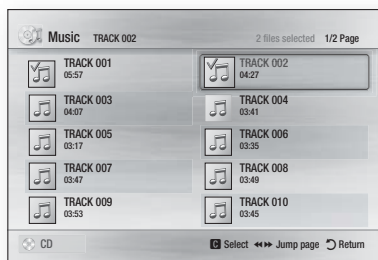 Music TRACK 002 2 files selected 1/2 Page
TRACK 001 TRACK 002
05:57 04:27
TRACK 003 TRACK 004
04:07 03:41
TRACK 005 TRACK 006
03:17 03:35
TRACK 007 TRACK 008
03:47 03:49
TRACK 009 TRACK 010
03:53 03:45
CD C Select Jump page Return